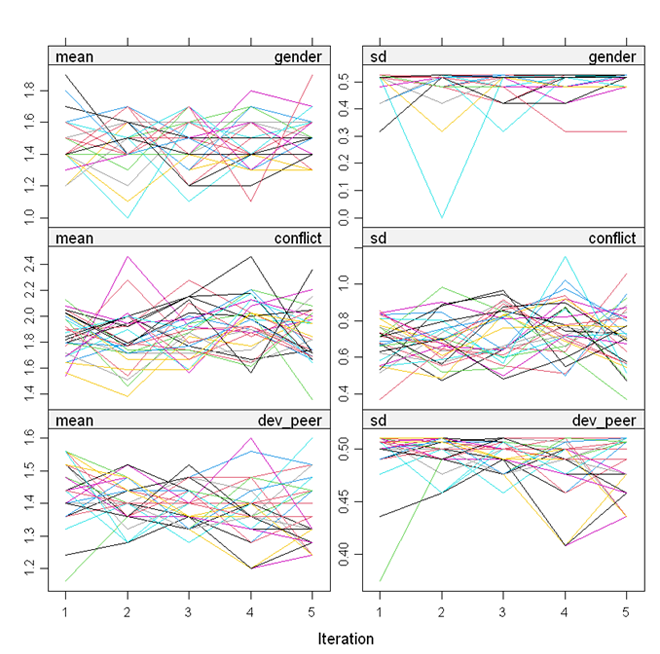 mean gender sd gender
1.0 1.2 1.4 1.6 1.8
0.0 0.1 0.2 0.3 0.4 0.5
mean conflict sd conflict
1.4 1.6 1.8 2.0 2.2 2.4
0.4 0.6 0.8 1.0
mean dev_peer sd dev_peer
1.2 1.3 1.4 1.5 1.6
0.40 0.45 0.50
1 2 3 4 5 1 2 3 4 5
Iteration